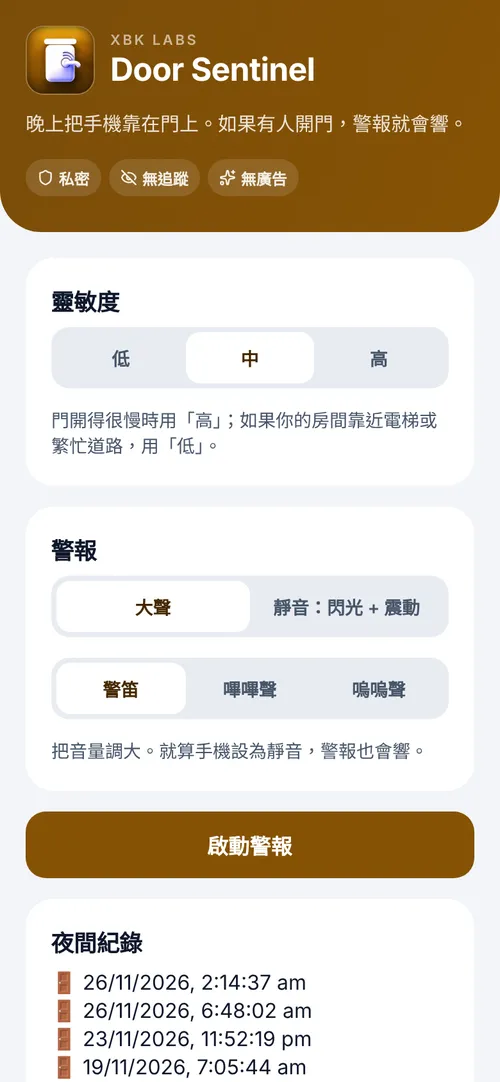 XBK LABS
Door Sentinel
晚上把手機靠在門上。如果有人開門，警報就會響。
私密
無追蹤
無廣告
靈敏度
低
中
高
門開得很慢時用「高」；如果你的房間靠近電梯或
繁忙道路，用「低」。
警報
大聲
靜音：閃光 + 震動
警笛
嗶嗶聲
嗚嗚聲
把音量調大。就算手機設為靜音，警報也會響。
啟動警報
夜間紀錄
26/11/2026, 2:14:37 am
26/11/2026, 6:48:02 am
23/11/2026, 11:52:19 pm
19/11/2026, 7:05:44 am